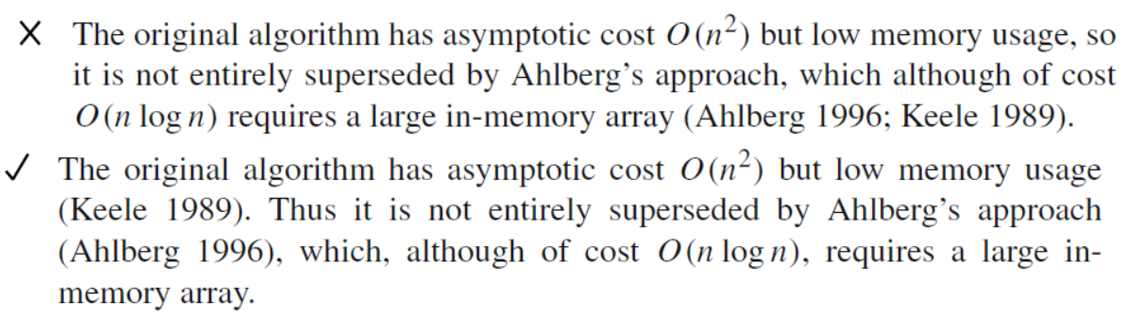 ✗ The original algorithm has asymptotic cost O(n²) but low memory usage, so
it is not entirely superseded by Ahlberg’s approach, which although of cost
O(n log n) requires a large in-memory array (Ahlberg 1996; Keele 1989).
✓ The original algorithm has asymptotic cost O(n²) but low memory usage
(Keele 1989). Thus it is not entirely superseded by Ahlberg’s approach
(Ahlberg 1996), which, although of cost O(n log n), requires a large in-
memory array.